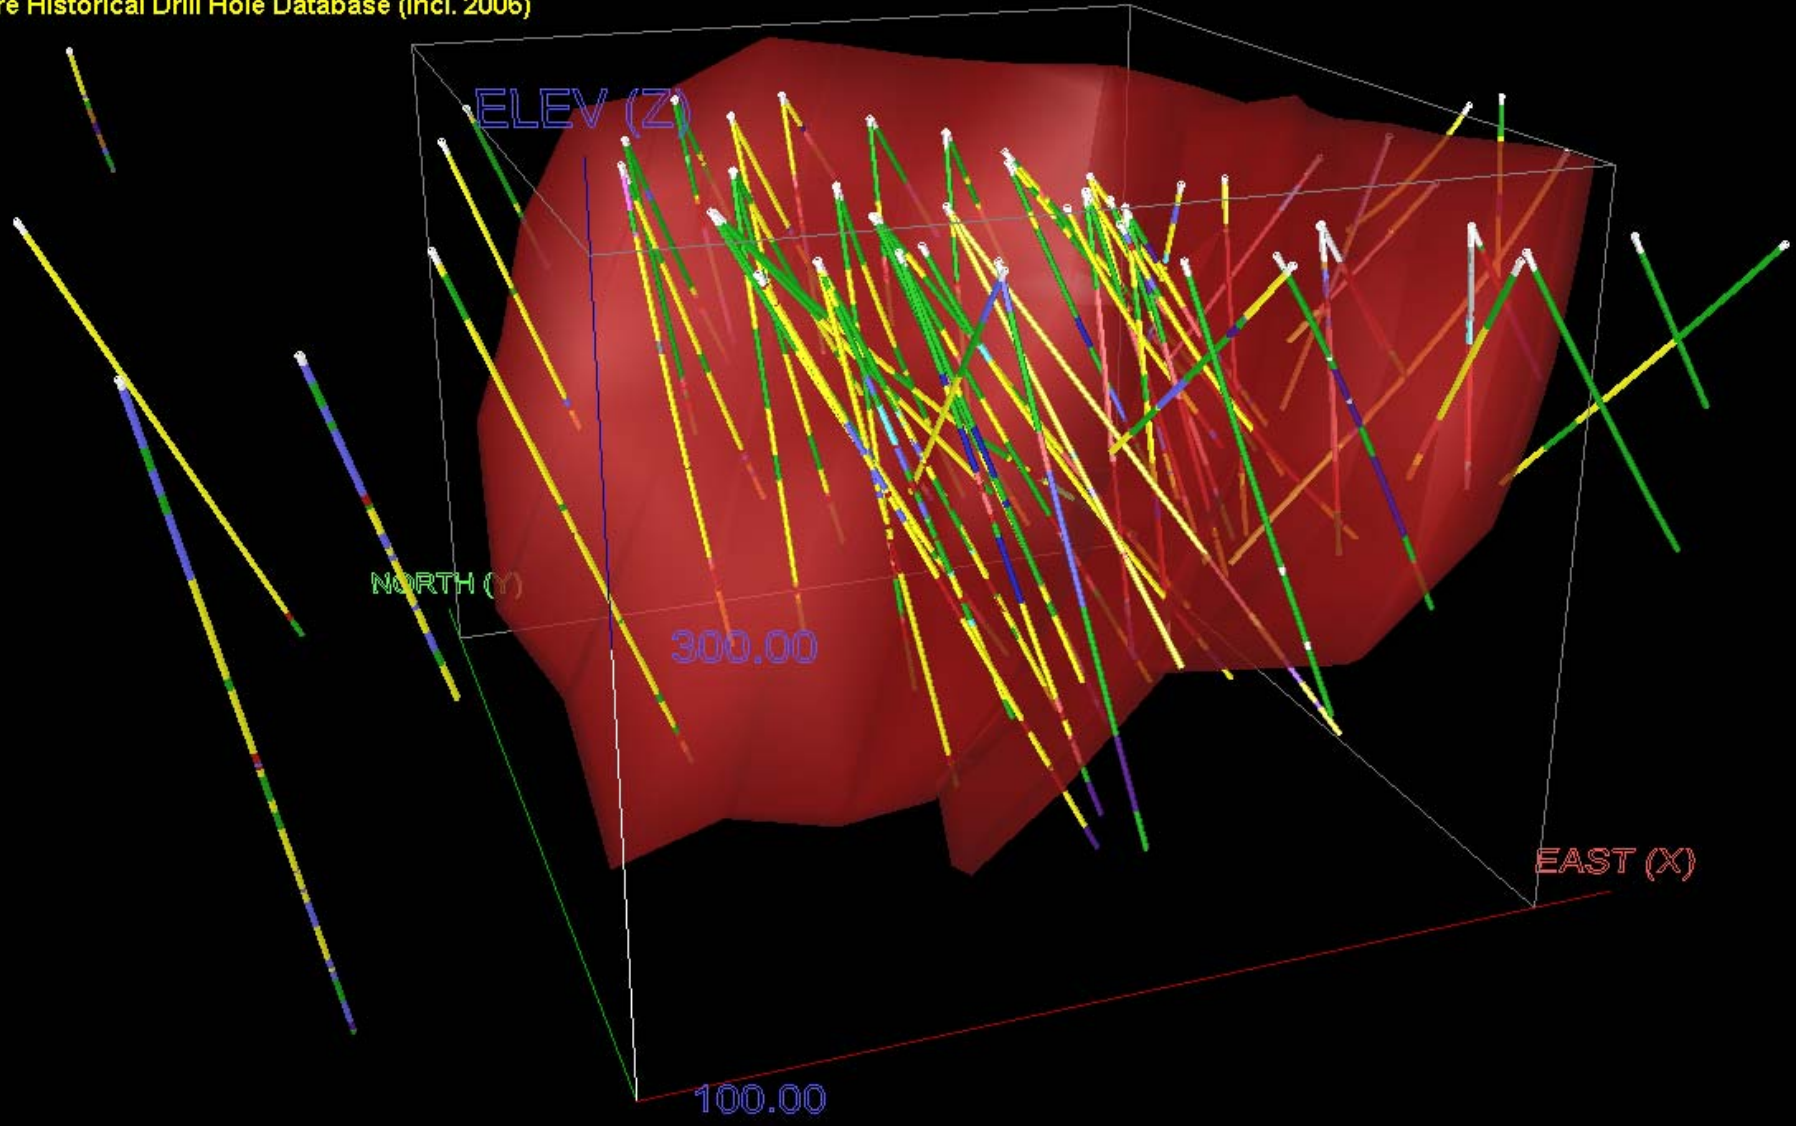 Historical Drill Hole Database (incl. 2006)
ELEV (Z)
NORTH (Y)
300.00
EAST (X)
100.00